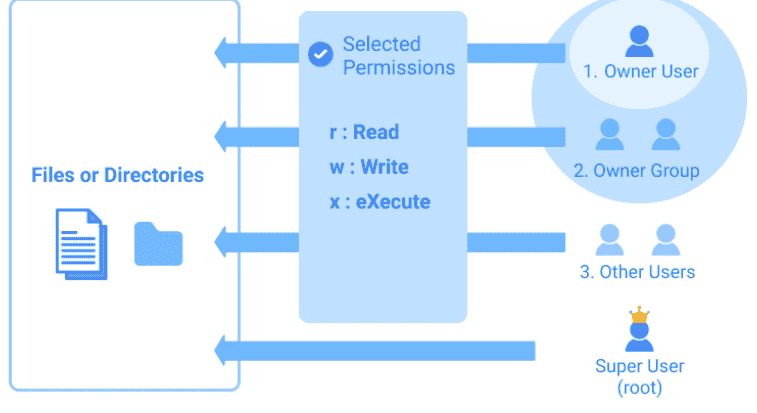 Selected
Permissions
r : Read
w : Write
x : eXecute
Files or Directories
1. Owner User
2. Owner Group
3. Other Users
Super User
(root)